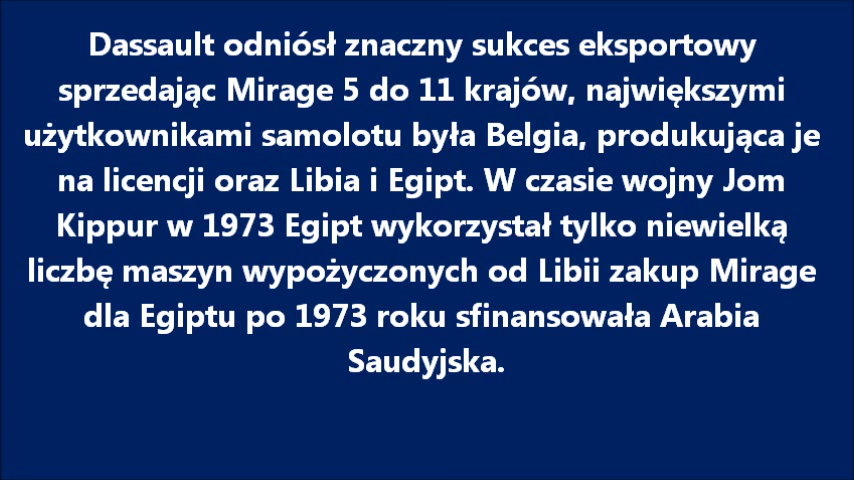 Dassault odniósł znaczny sukces eksportowy
sprzedając Mirage 5 do 11 krajów, największymi
użytkownikami samolotu była Belgia, produkująca je
na licencji oraz Libia i Egipt. W czasie wojny Jom
Kippur w 1973 Egipt wykorzystał tylko niewielką
liczbę maszyn wypożyczonych od Libii zakup Mirage
dla Egiptu po 1973 roku sfinansowała Arabia
Saudyjska.